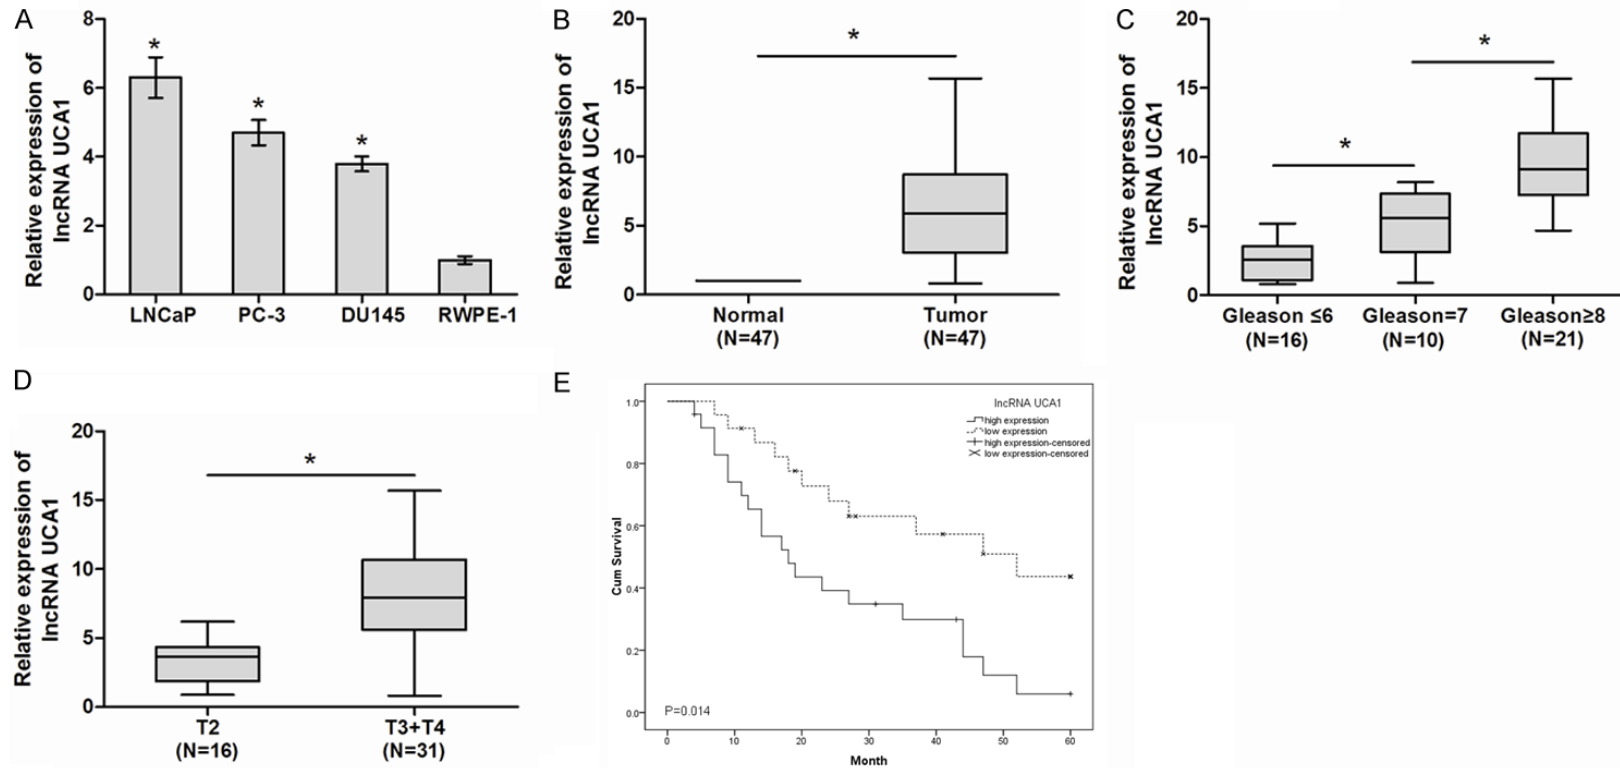 A
Relative expression of
lncRNA UCA1
8
6
4
2
0
*
*
*
LNCaP PC-3 DU145 RWPE-1
B
Relative expression of
lncRNA UCA1
20
15
10
5
0
*
Normal Tumor
(N=47) (N=47)
C
Relative expression of
lncRNA UCA1
20
15
10
5
0
*
*
Gleason ≤6 Gleason=7 Gleason≥8
(N=16) (N=10) (N=21)
D
Relative expression of
lncRNA UCA1
20
15
10
5
0
*
T2 T3+T4
(N=16) (N=31)
E
Cum Survival
1.0
0.8
0.6
0.4
0.2
0.0
lncRNA UCA1
high expression
low expression
high expression-censored
low expression-censored
P=0.014
0 10 20 30 40 50 60
Month